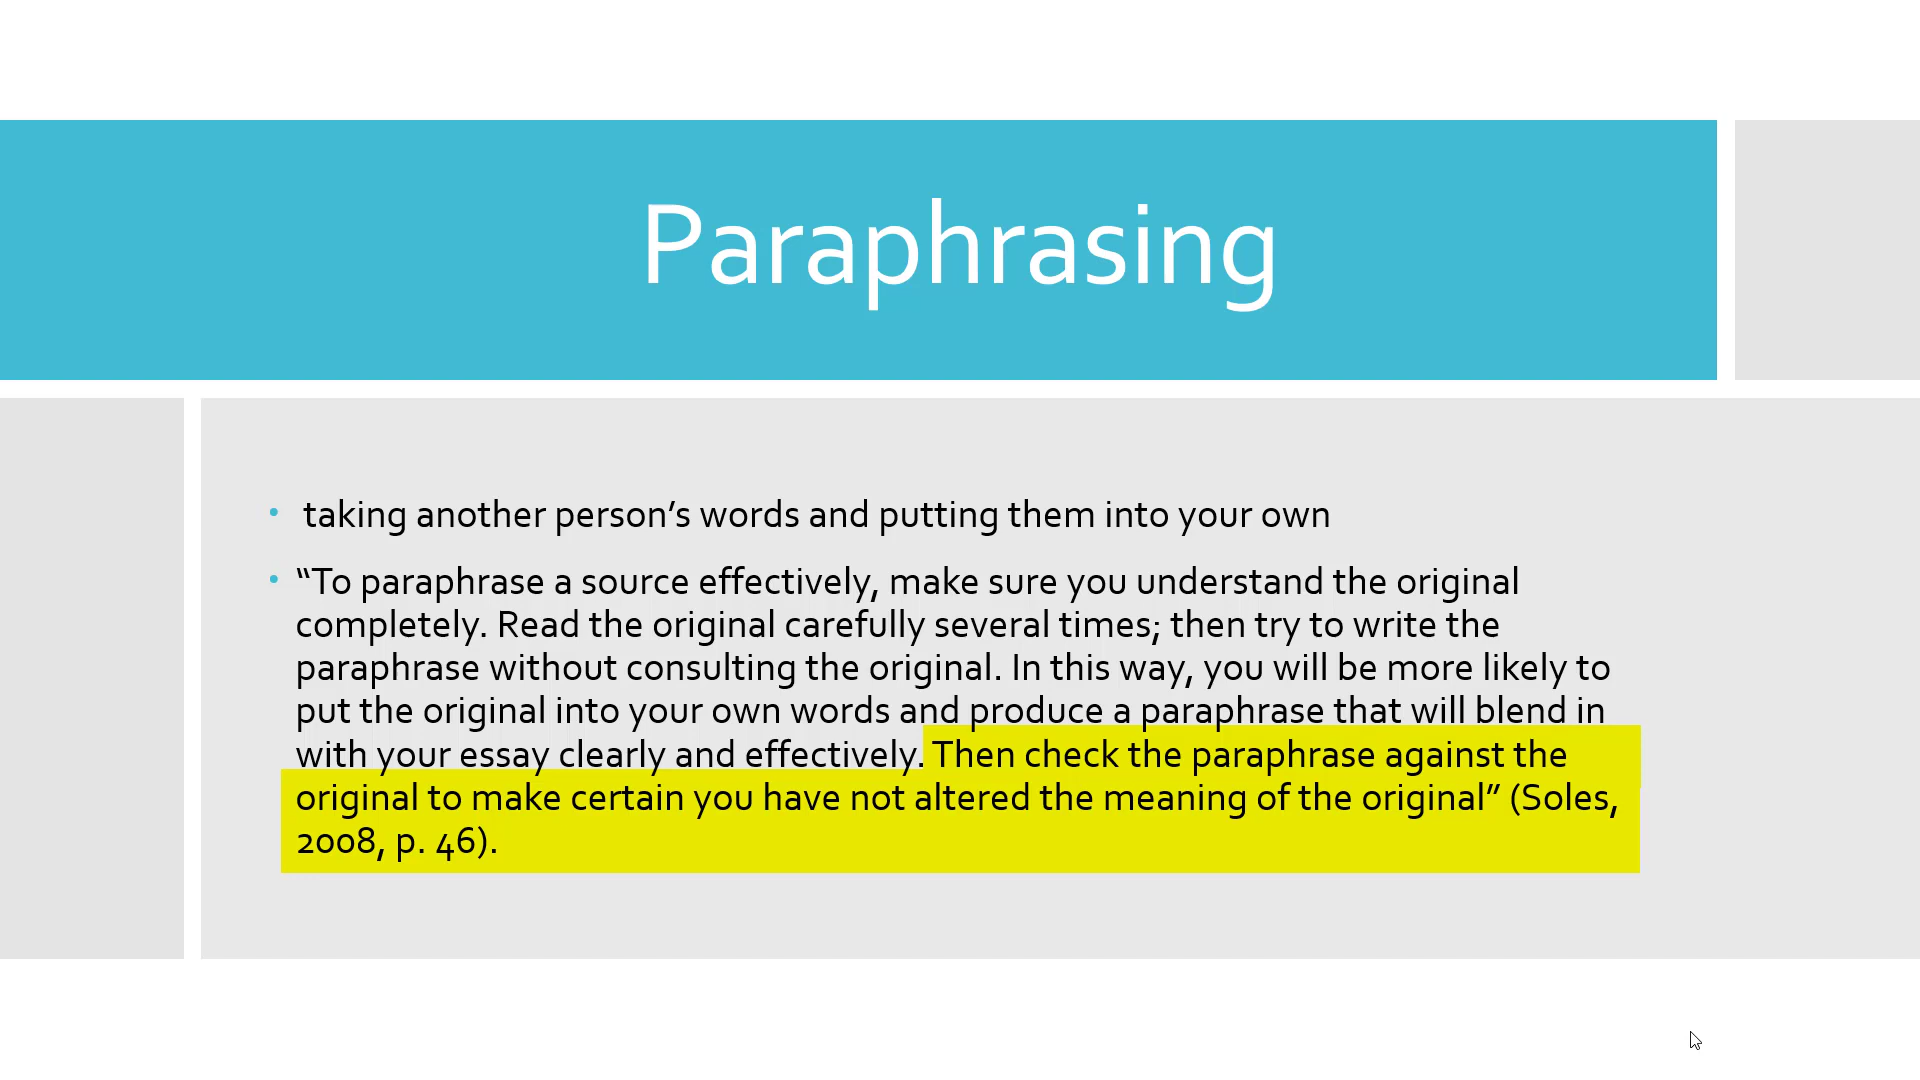 Paraphrasing
• taking another person’s words and putting them into your own
• “To paraphrase a source effectively, make sure you understand the original
completely. Read the original carefully several times; then try to write the
paraphrase without consulting the original. In this way, you will be more likely to
put the original into your own words and produce a paraphrase that will blend in
with your essay clearly and effectively. Then check the paraphrase against the
original to make certain you have not altered the meaning of the original” (Soles,
2008, p. 46).